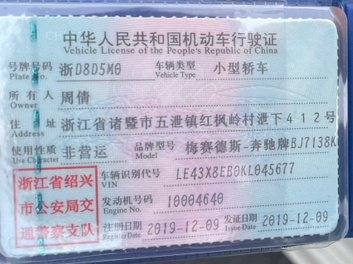 中华人民共和国机动车行驶证
Vehicle License of the People's Republic of China
号牌号码 Plate No. 浙D8D5M0 车辆类型 Vehicle Type 小型轿车
所有人 Owner 周倩
住址 Address 浙江省诸暨市五泄镇红枫岭村泄下412号
使用性质 Use Character 非营运 品牌型号 Model 梅赛德斯-奔驰牌BJ7138K
浙江省绍兴
市公安局交
通警察支队
车辆识别代号 VIN LE43X8EB0KL045677
发动机号码 Engine No. 10004640
注册日期 Register Date 2019-12-09 发证日期 Issue Date 2019-12-09